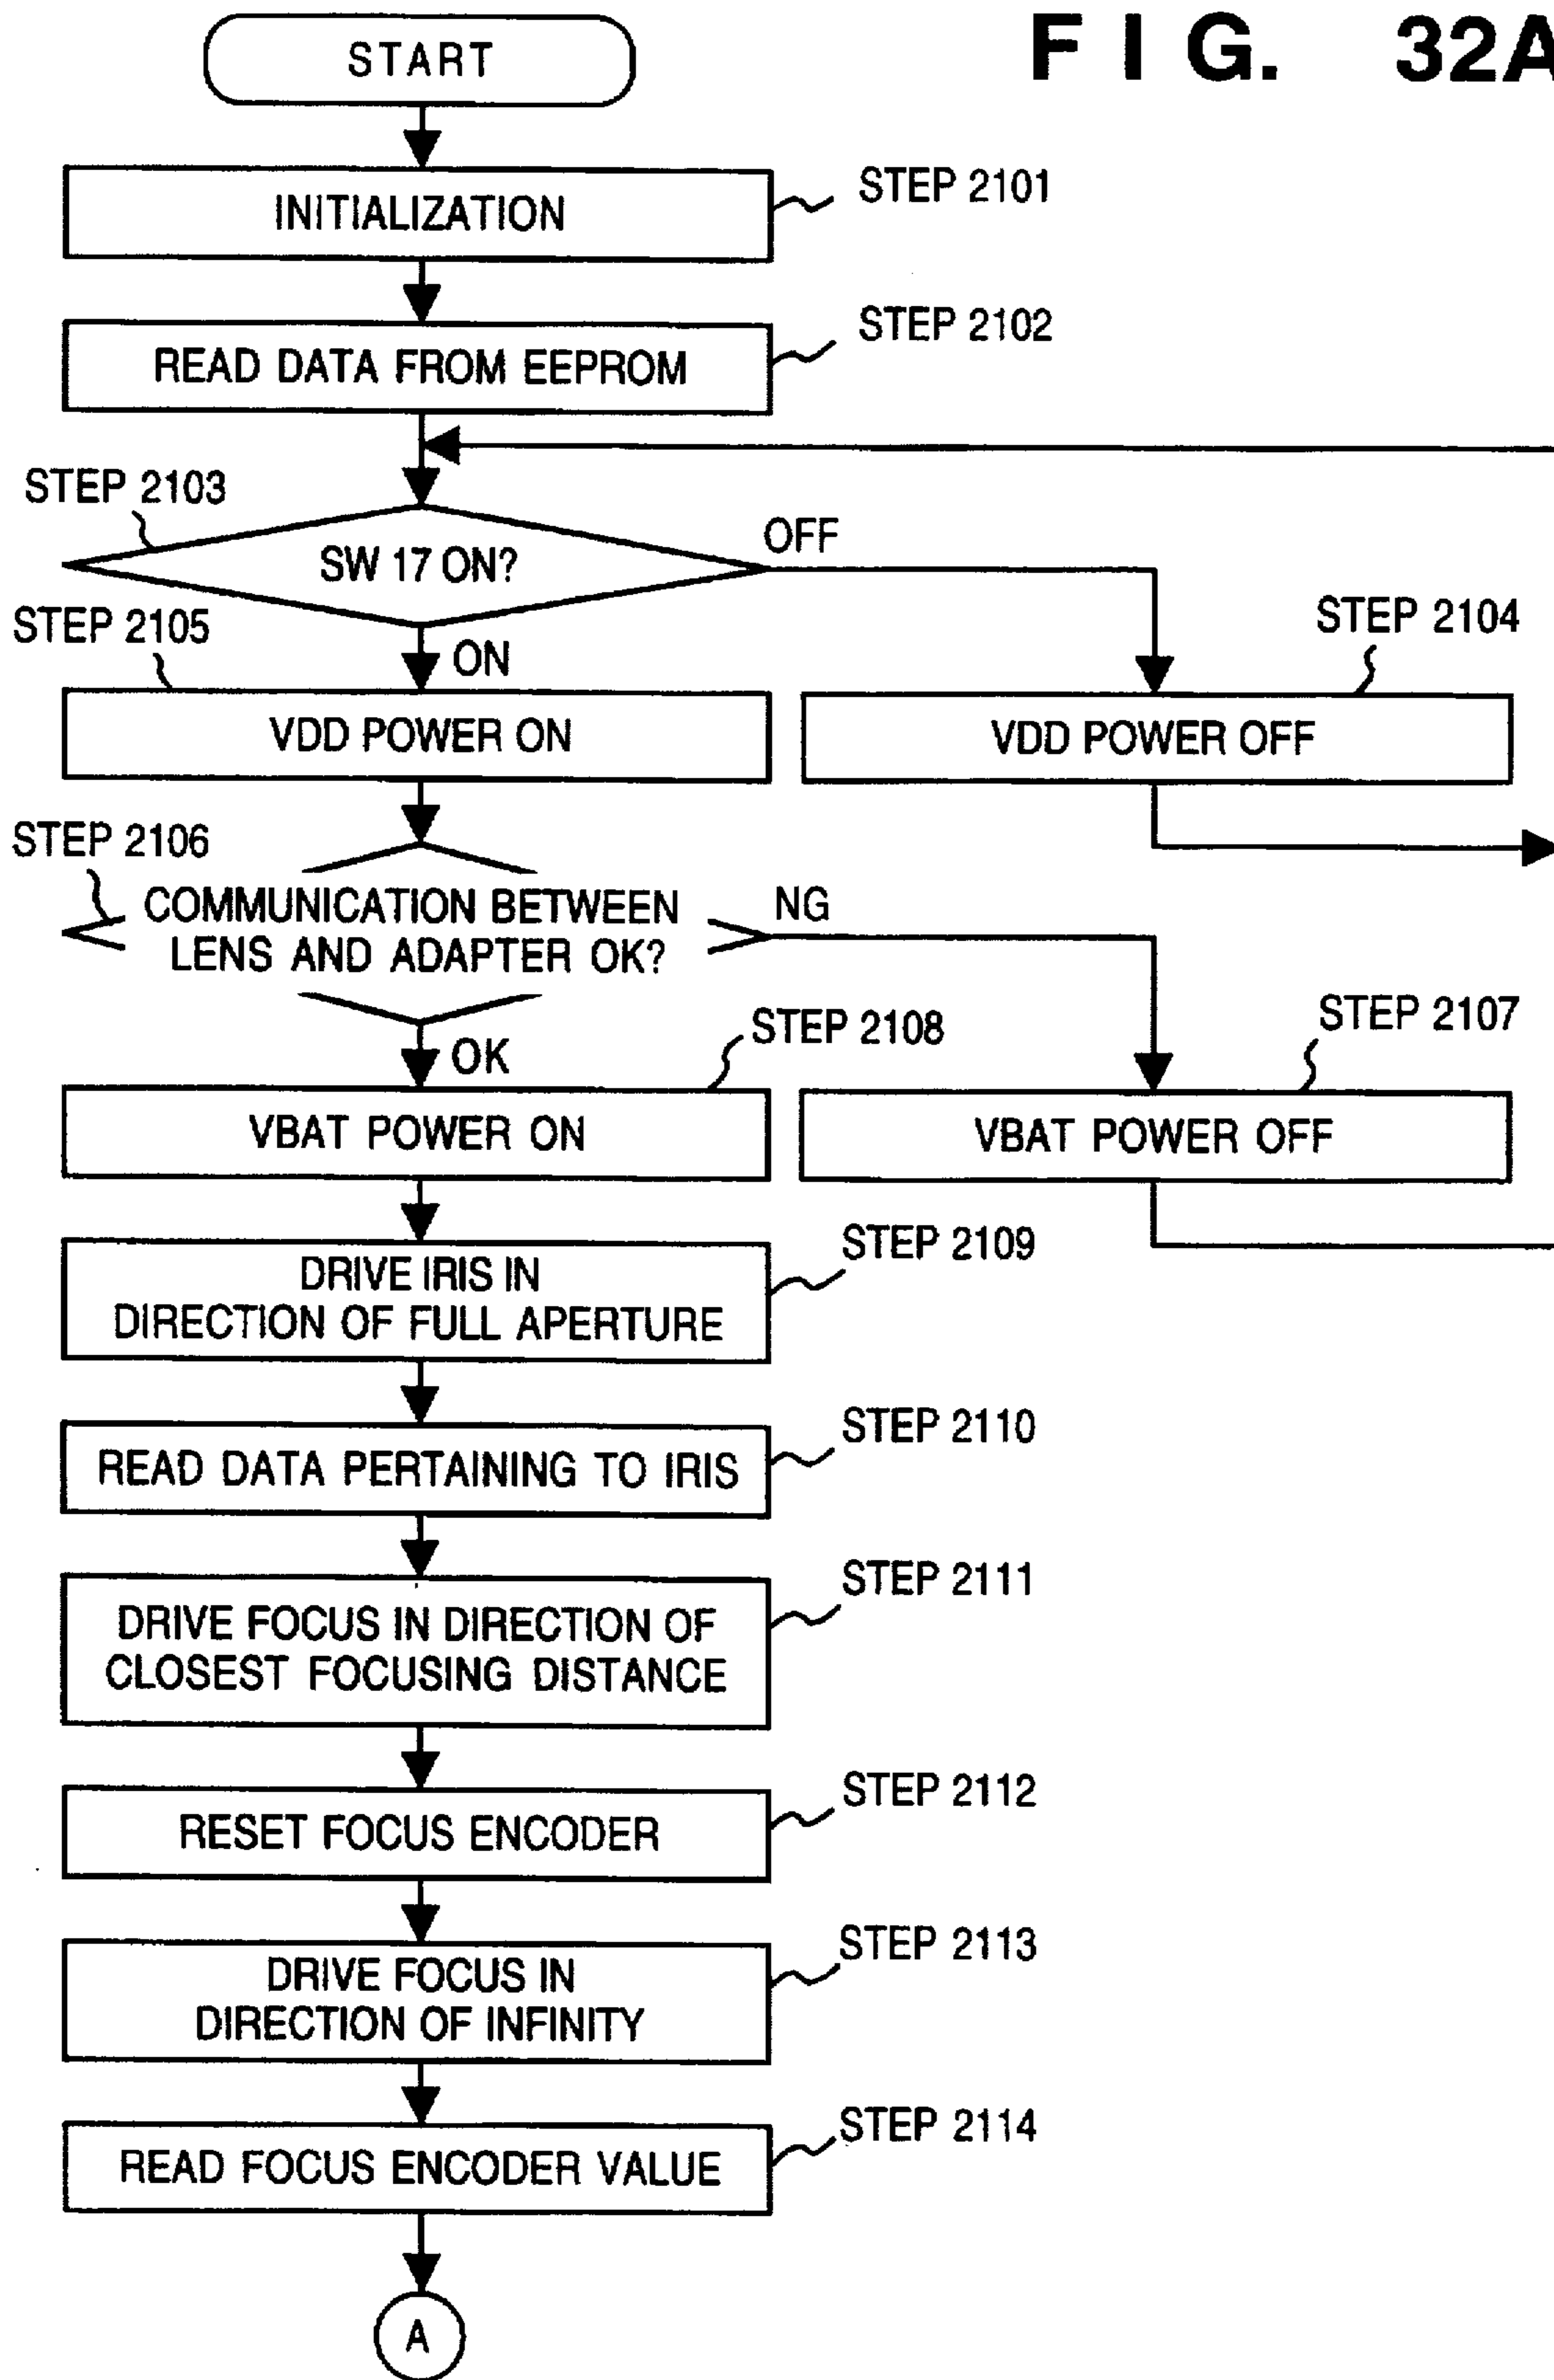 START
F I G. 32A
INITIALIZATION
STEP 2101
READ DATA FROM EEPROM
STEP 2102
STEP 2103
SW 17 ON?
OFF
STEP 2105
ON
STEP 2104
VDD POWER ON
VDD POWER OFF
STEP 2106
COMMUNICATION BETWEEN
LENS AND ADAPTER OK?
NG
OK
STEP 2108
STEP 2107
VBAT POWER ON
VBAT POWER OFF
DRIVE IRIS IN
DIRECTION OF FULL APERTURE
STEP 2109
READ DATA PERTAINING TO IRIS
STEP 2110
DRIVE FOCUS IN DIRECTION OF
CLOSEST FOCUSING DISTANCE
STEP 2111
RESET FOCUS ENCODER
STEP 2112
DRIVE FOCUS IN
DIRECTION OF INFINITY
STEP 2113
READ FOCUS ENCODER VALUE
STEP 2114
A